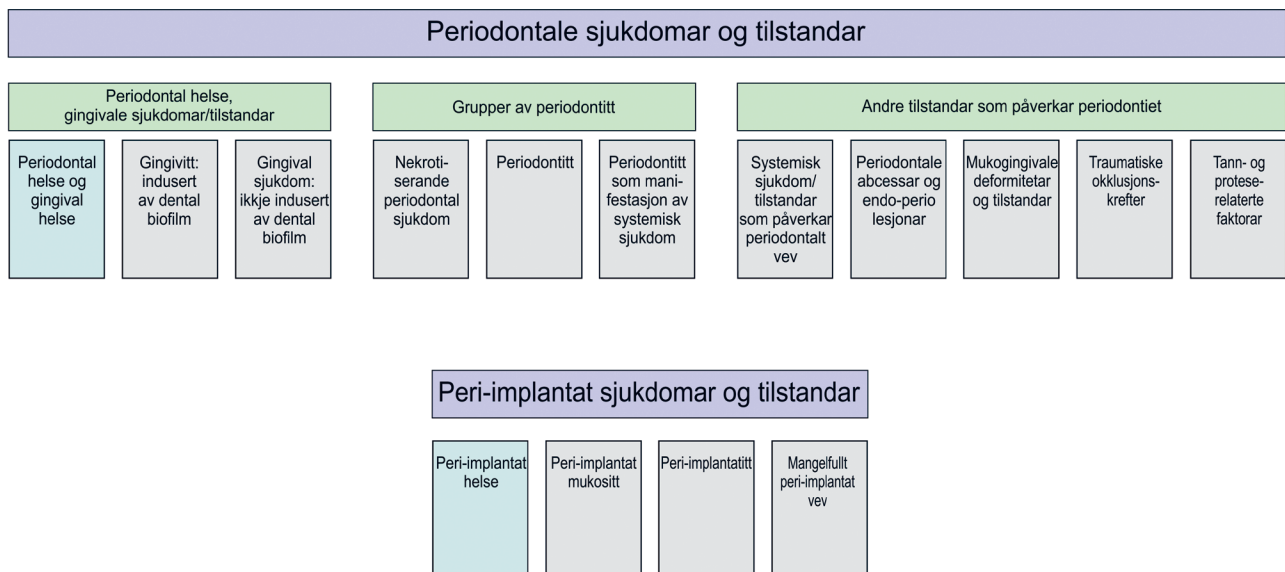 Periodontale sjukdomar og tilstandar
Periodontal helse,
gingivale sjukdomar/tilstandar
Grupper av periodontitt
Andre tilstandar som påverkar periodontiet
Periodontal
helse og
gingival
helse
Gingivitt:
indusert
av dental
biofilm
Gingival
sjukdom:
ikkje indusert
av dental
biofilm
Nekroti-
serande
periodontal
sjukdom
Periodontitt
Periodontitt
som mani-
festasjon av
systemisk
sjukdom
Systemisk
sjukdom/
tilstandar
som påverkar
periodontalt
vev
Periodontale
abcessar og
endo-perio
lesjonar
Mukogingivale
deformitetar
og tilstandar
Traumatiske
okklusjons-
krefter
Tann- og
protese-
relaterte
faktorar
Peri-implantat sjukdomar og tilstandar
Peri-implantat
helse
Peri-implantat
mukositt
Peri-implantatitt
Mangelfullt
peri-implantat
vev